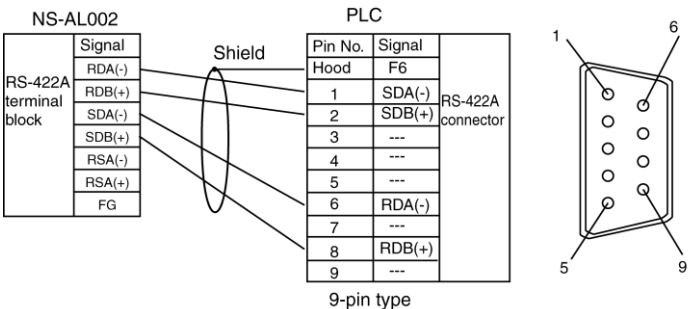 NS-AL002
PLC
Shield
RS-422A
terminal
block
Signal
RDA(-)
RDB(+)
SDA(-)
SDB(+)
RSA(-)
RSA(+)
FG
Pin No. Signal
Hood F6
1 SDA(-)
2 SDB(+)
3 ---
4 ---
5 ---
6 RDA(-)
7 ---
8 RDB(+)
9 ---
RS-422A
connector
9-pin type
1
6
5
9